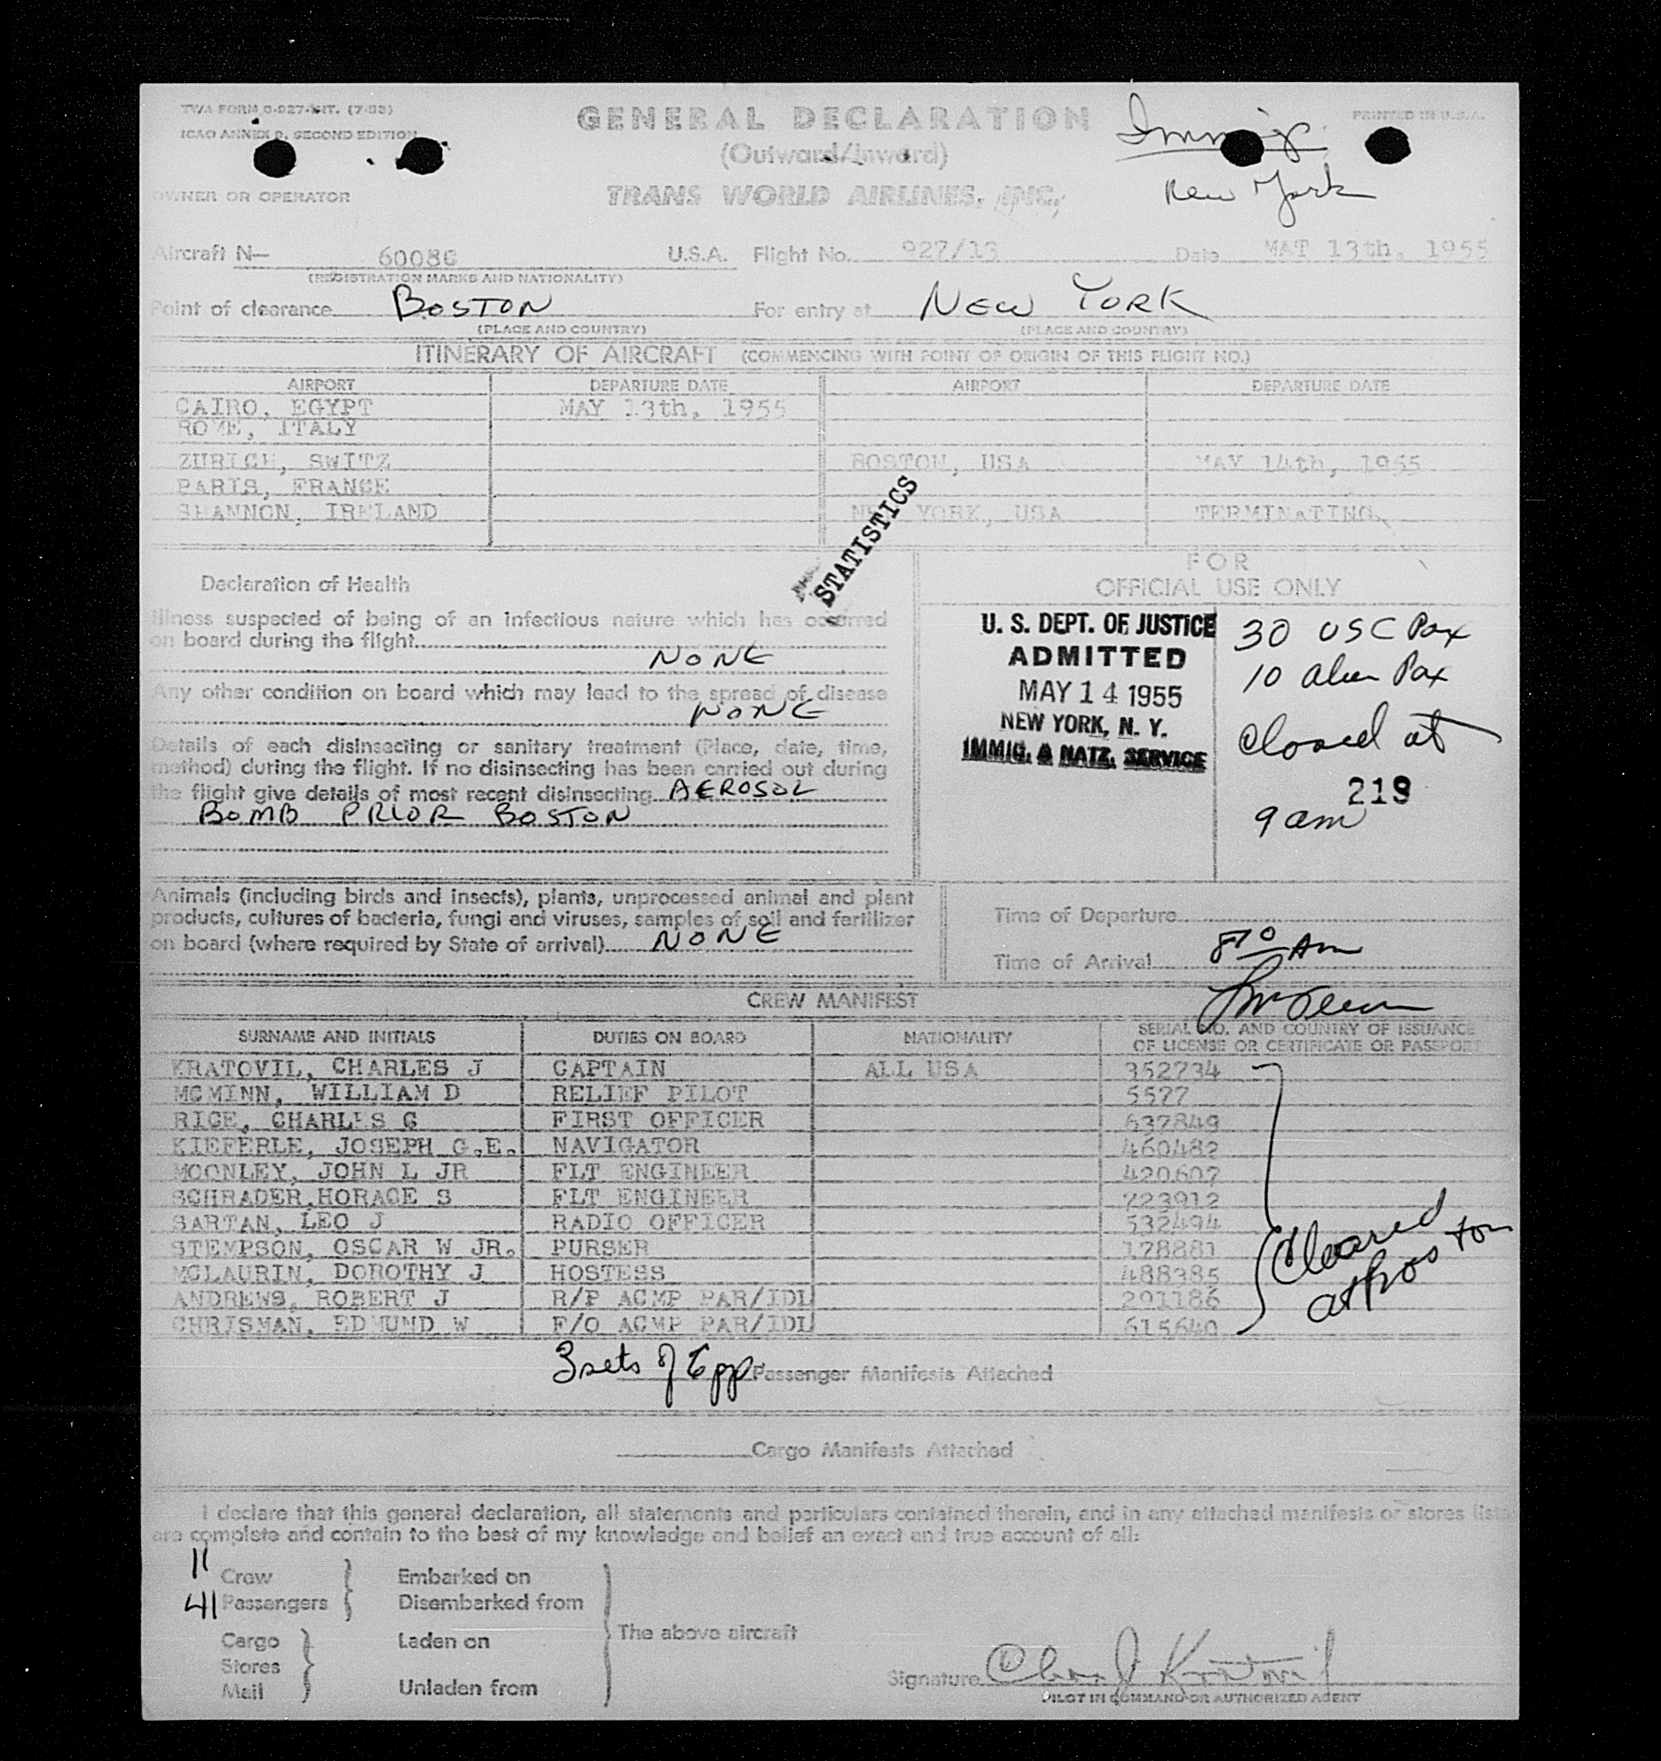 TWA FORM O-927-INT. (7-53)
ICAO ANNEX 9, SECOND EDITION
GENERAL DECLARATION
(Outward/Inward)
Immig.
PRINTED IN U.S.A.
New York
OWNER OR OPERATOR
TRANS WORLD AIRLINES, INC.
Aircraft N— 60086 U.S.A. Flight No. 927/13 Date MAY 13th, 1955
(REGISTRATION MARKS AND NATIONALITY)
Point of clearance BOSTON For entry at NEW YORK
(PLACE AND COUNTRY) (PLACE AND COUNTRY)
ITINERARY OF AIRCRAFT (COMMENCING WITH POINT OF ORIGIN OF THIS FLIGHT NO.)
AIRPORT DEPARTURE DATE AIRPORT DEPARTURE DATE
CAIRO, EGYPT MAY 13th, 1955
ROME, ITALY
ZURICH, SWITZ BOSTON, USA MAY 14th, 1955
PARIS, FRANCE
SHANNON, IRELAND NEW YORK, USA TERMINATING
STATISTICS
FOR
OFFICIAL USE ONLY
Declaration of Health
Illness suspected of being of an infectious nature which has occurred
on board during the flight
NONE
Any other condition on board which may lead to the spread of disease
NONE
Details of each disinsecting or sanitary treatment (Place, date, time,
method) during the flight. If no disinsecting has been carried out during
the flight give details of most recent disinsecting AEROSOL
BOMB PRIOR BOSTON
U. S. DEPT. OF JUSTICE
ADMITTED
MAY 14 1955
NEW YORK, N. Y.
IMMIG. & NATZ. SERVICE
30 USC Pax
10 alien Pax
Closed at
219
9 am
Animals (including birds and insects), plants, unprocessed animal and plant
products, cultures of bacteria, fungi and viruses, samples of soil and fertilizer
on board (where required by State of arrival) NONE
Time of Departure
Time of Arrival 810 AM
CREW MANIFEST
SURNAME AND INITIALS DUTIES ON BOARD NATIONALITY SERIAL NO. AND COUNTRY OF ISSUANCE
OF LICENSE OR CERTIFICATE OR PASSPORT
KRATOVIL, CHARLES J CAPTAIN ALL USA 352734
MCMINN, WILLIAM D RELIEF PILOT 5577
RICE, CHARLES G FIRST OFFICER 637849
KIEFERLE, JOSEPH G.E. NAVIGATOR 460482
MOONLEY, JOHN L JR FLT ENGINEER 420607
SCHRADER,HORACE S FLT ENGINEER 723912
SARTAN, LEO J RADIO OFFICER 532494
STEMPSON, OSCAR W JR. PURSER 178881
MCLAURIN, DOROTHY J HOSTESS 488385
ANDREWS, ROBERT J R/P ACMP PAR/IDL 291186
CHRISMAN, EDMUND W F/O ACMP PAR/IDL 615640
Cleared
at Boston
3 sets of 6 pp. Passenger Manifests Attached
Cargo Manifests Attached
I declare that this general declaration, all statements and particulars contained therein, and in any attached manifests or stores lists
are complete and contain to the best of my knowledge and belief an exact and true account of all:
11 Crew Embarked on
41 Passengers Disembarked from
The above aircraft
Cargo Laden on
Stores
Mail Unladen from
Signature Chas J Kratovil
PILOT IN COMMAND OR AUTHORIZED AGENT